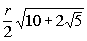 r/2 √(10 + 2√5)